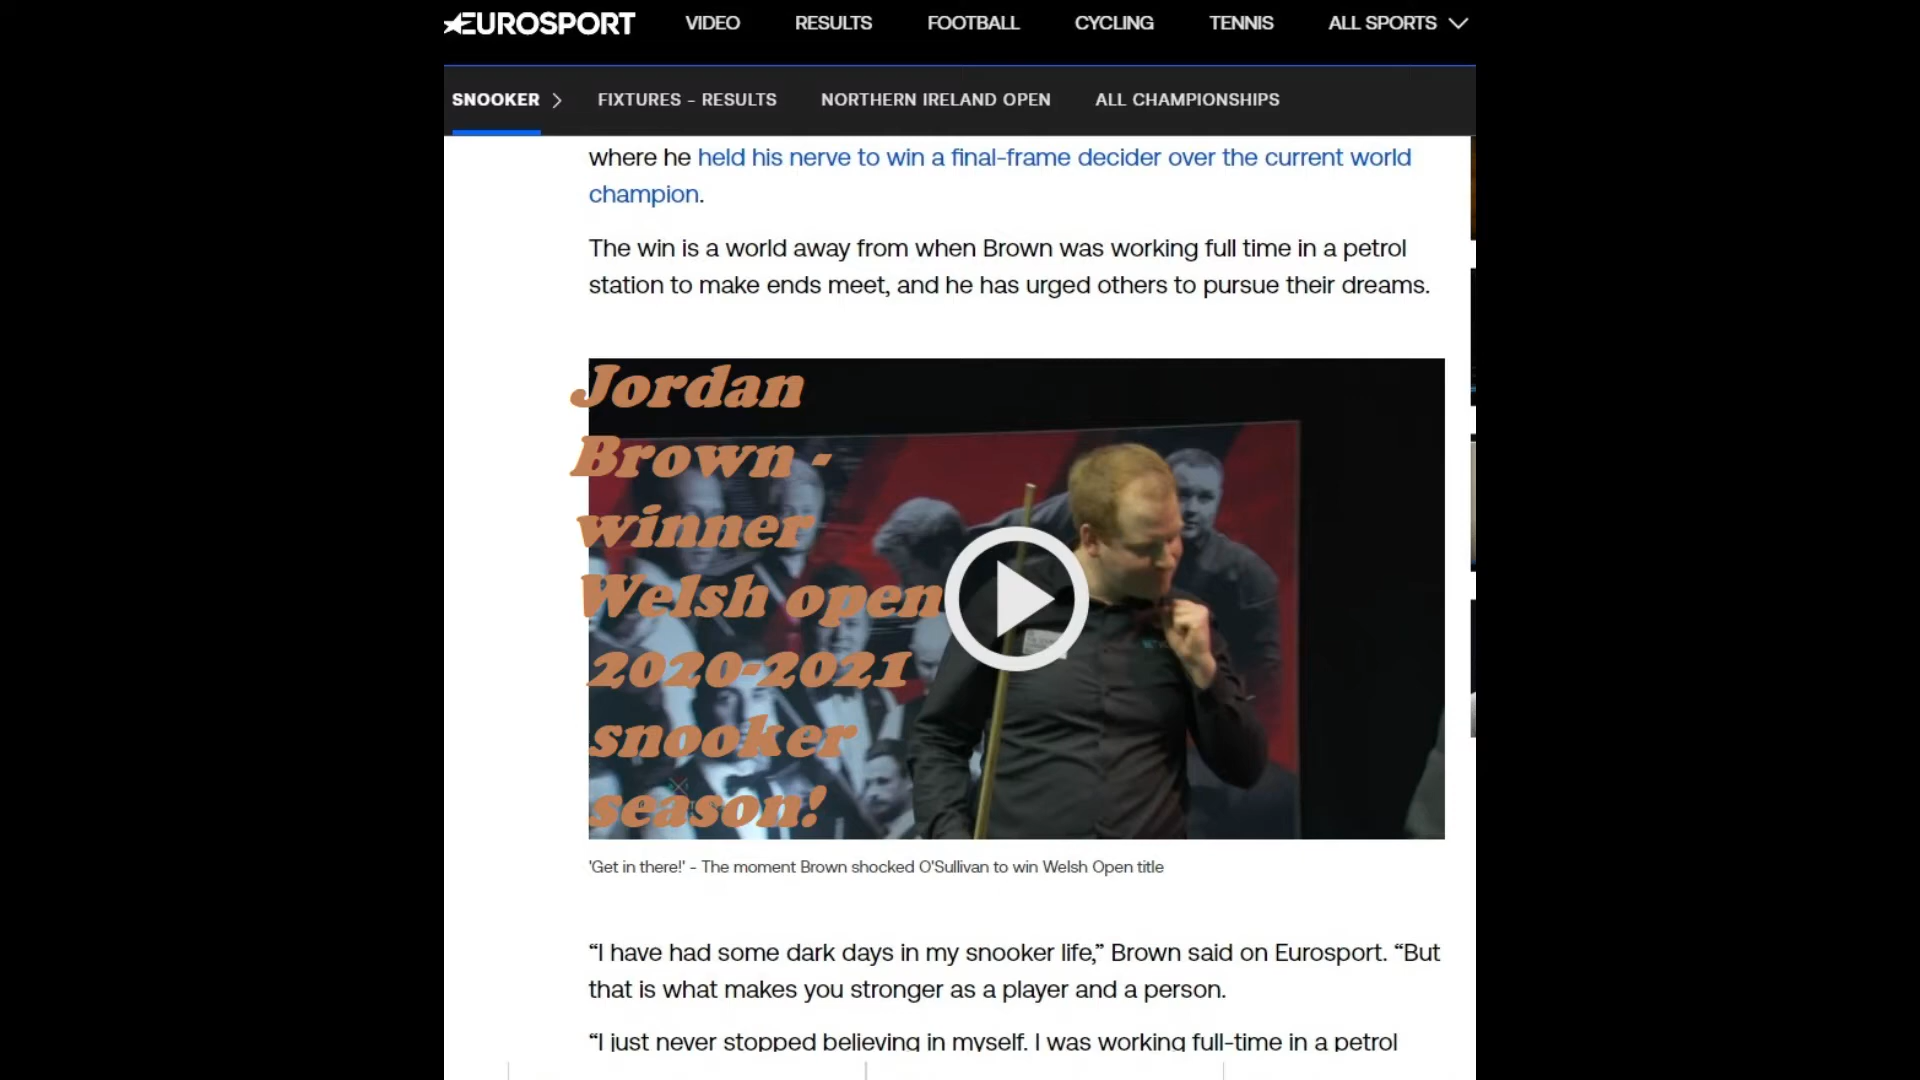 EUROSPORT VIDEO RESULTS FOOTBALL CYCLING TENNIS ALL SPORTS
SNOOKER FIXTURES - RESULTS NORTHERN IRELAND OPEN ALL CHAMPIONSHIPS
where he held his nerve to win a final-frame decider over the current world
champion.
The win is a world away from when Brown was working full time in a petrol
station to make ends meet, and he has urged others to pursue their dreams.
Jordan
Brown -
winner
Welsh open
2020-2021
snooker
season!
'Get in there!' - The moment Brown shocked O'Sullivan to win Welsh Open title
“I have had some dark days in my snooker life,” Brown said on Eurosport. “But
that is what makes you stronger as a player and a person.
“I just never stopped believing in myself. I was working full-time in a petrol